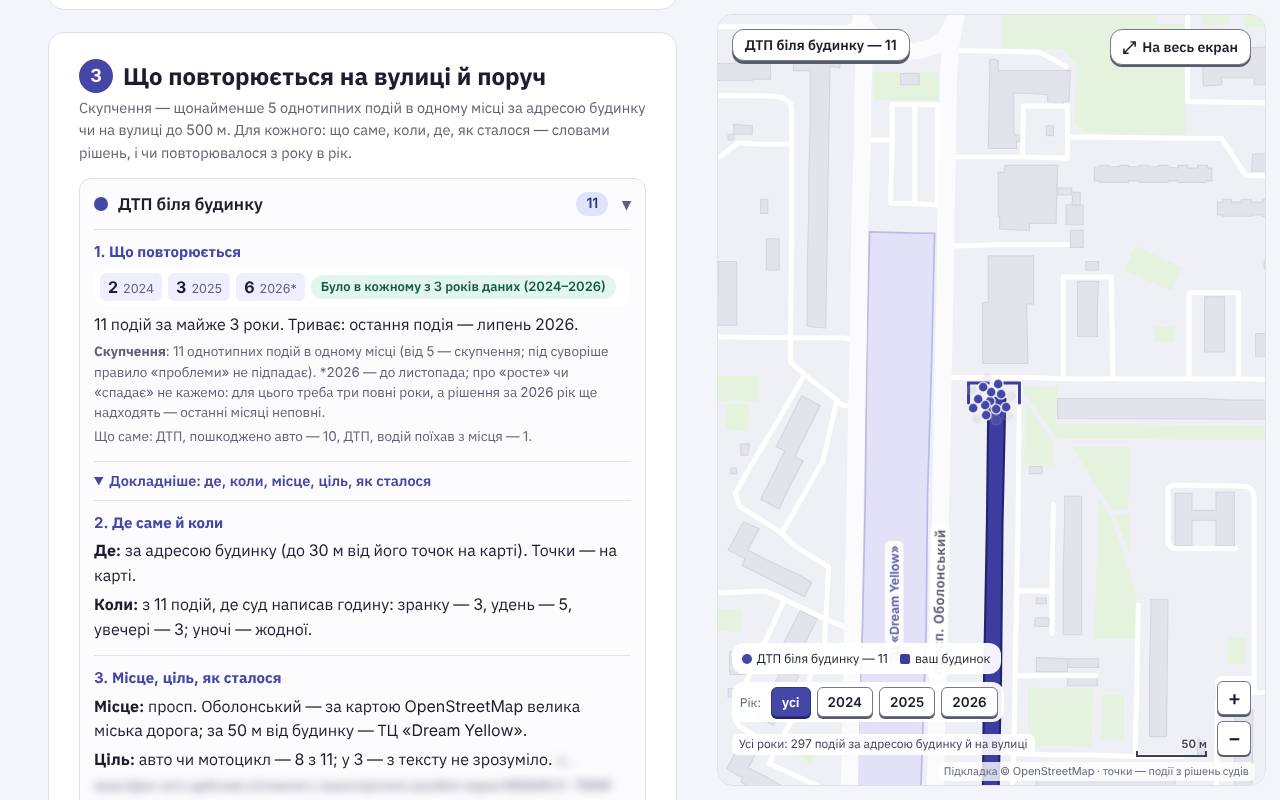 3 Що повторюється на вулиці й поруч
Скупчення — щонайменше 5 однотипних подій в одному місці за адресою будинку
чи на вулиці до 500 м. Для кожного: що саме, коли, де, як сталося — словами
рішень, і чи повторювалося з року в рік.
ДТП біля будинку 11 ▼
1. Що повторюється
2 2024 3 2025 6 2026* Було в кожному з 3 років даних (2024–2026)
11 подій за майже 3 роки. Триває: остання подія — липень 2026.
Скупчення: 11 однотипних подій в одному місці (від 5 — скупчення; під суворіше
правило «проблеми» не підпадає). *2026 — до листопада; про «росте» чи
«спадає» не кажемо: для цього треба три повні роки, а рішення за 2026 рік ще
надходять — останні місяці неповні.
Що саме: ДТП, пошкоджено авто — 10, ДТП, водій поїхав з місця — 1.
▼ Докладніше: де, коли, місце, ціль, як сталося
2. Де саме й коли
Де: за адресою будинку (до 30 м від його точок на карті). Точки — на
карті.
Коли: з 11 подій, де суд написав годину: зранку — 3, удень — 5,
увечері — 3; уночі — жодної.
3. Місце, ціль, як сталося
Місце: просп. Оболонський — за картою OpenStreetMap велика
міська дорога; за 50 м від будинку — ТЦ «Dream Yellow».
Ціль: авто чи мотоцикл — 8 з 11; у 3 — з тексту не зрозуміло.
ДТП біля будинку — 11
⤢ На весь екран
«Dream Yellow»
п. Оболонський
ДТП біля будинку — 11 ваш будинок
Рік: усі 2024 2025 2026
Усі роки: 297 подій за адресою будинку й на вулиці
+
−
50 м
Підкладка © OpenStreetMap · точки — події з рішень судів